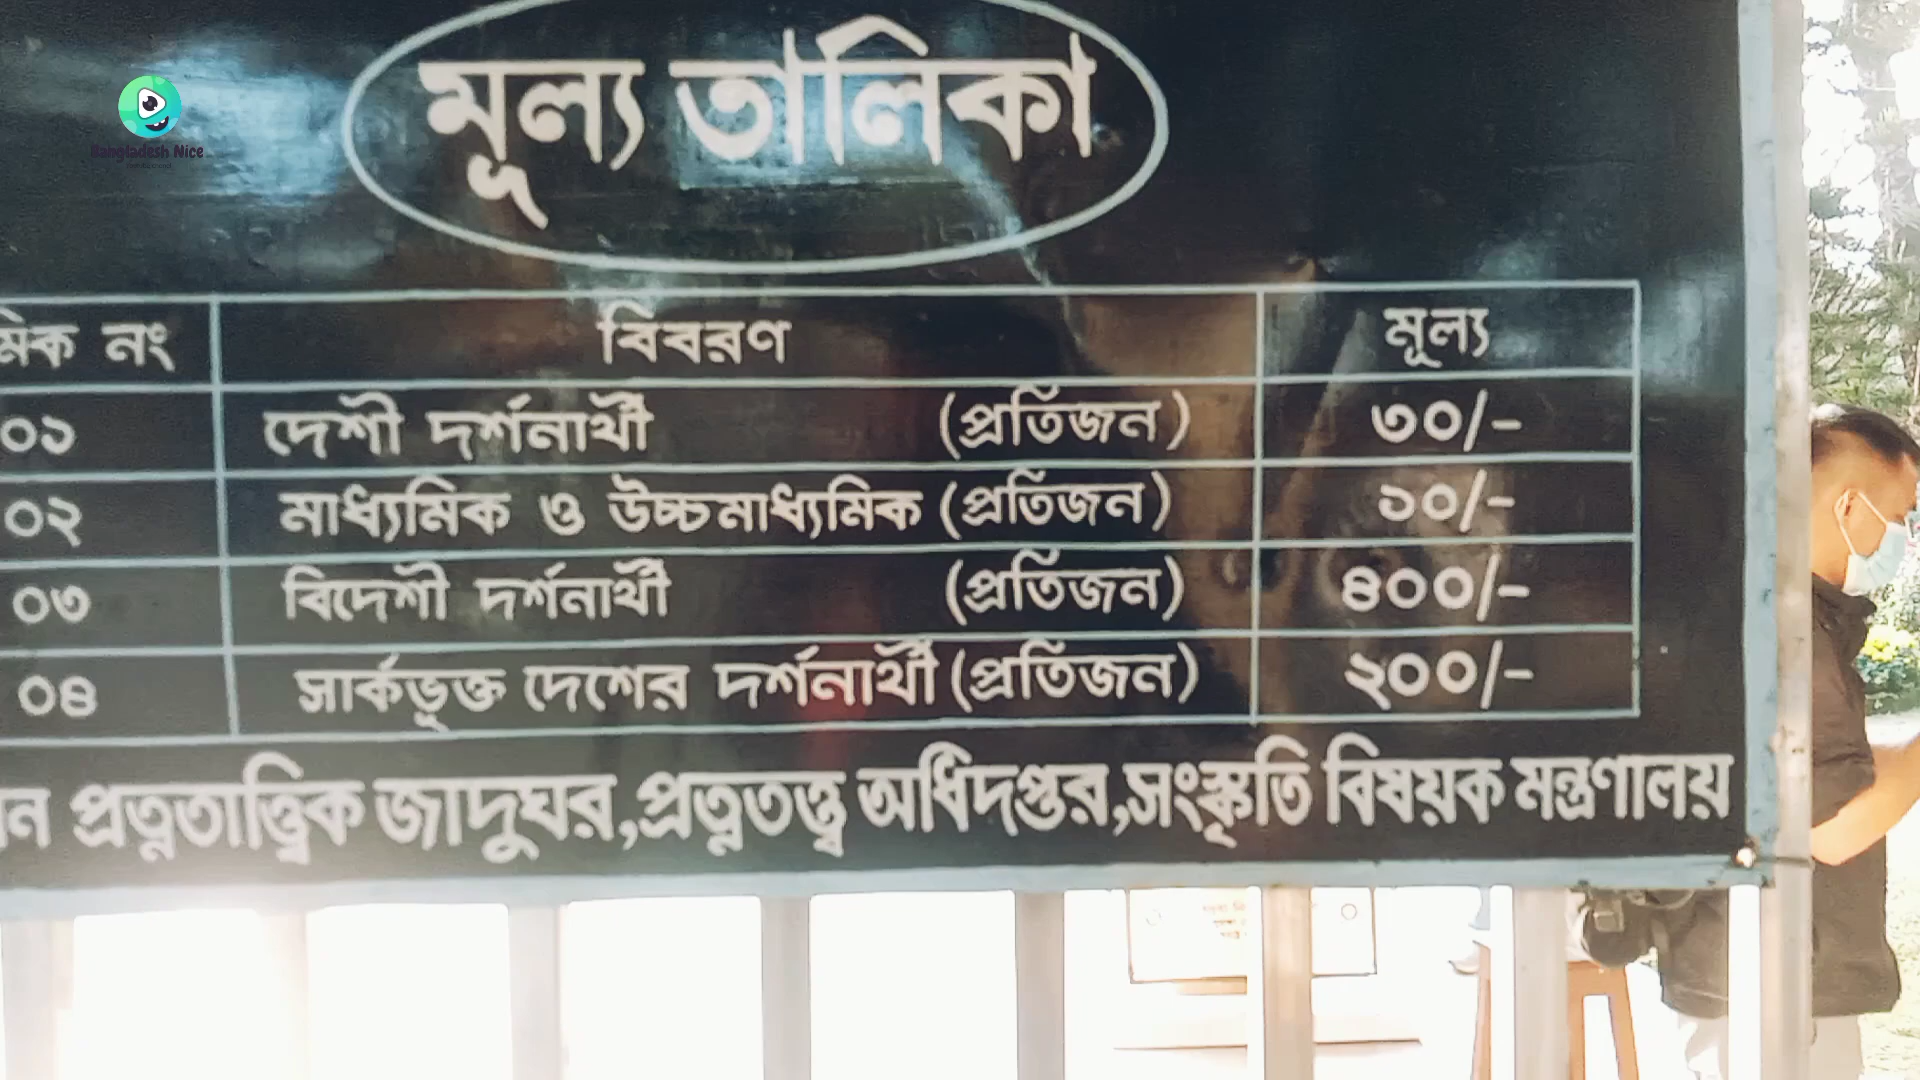 Bangladesh Nice
মূল্য তালিকা
মিক নং বিবরণ মূল্য
০১ দেশী দর্শনার্থী (প্রতিজন) ৩০/-
০২ মাধ্যমিক ও উচ্চমাধ্যমিক (প্রতিজন) ১০/-
০৩ বিদেশী দর্শনার্থী (প্রতিজন) ৪০০/-
০৪ সার্কভূক্ত দেশের দর্শনার্থী (প্রতিজন) ২০০/-
ন প্রত্নতাত্ত্বিক জাদুঘর,প্রত্নতত্ত্ব অধিদপ্তর,সংস্কৃতি বিষয়ক মন্ত্রণালয়